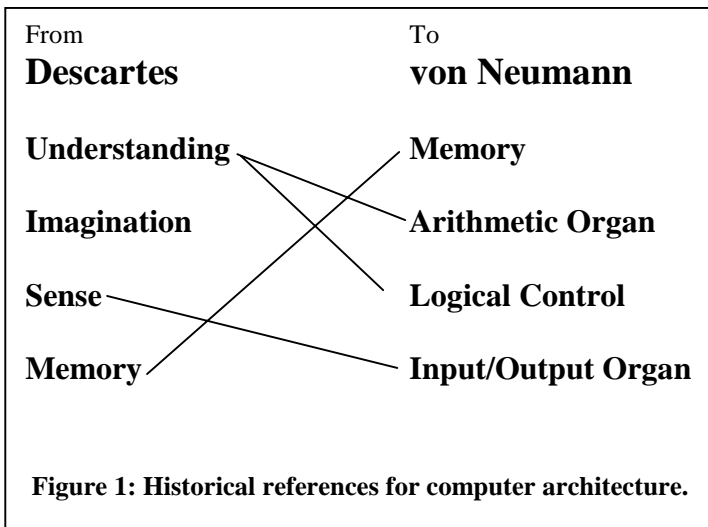 From To
Descartes von Neumann
Understanding Memory
Imagination Arithmetic Organ
Sense Logical Control
Memory Input/Output Organ
Figure 1: Historical references for computer architecture.